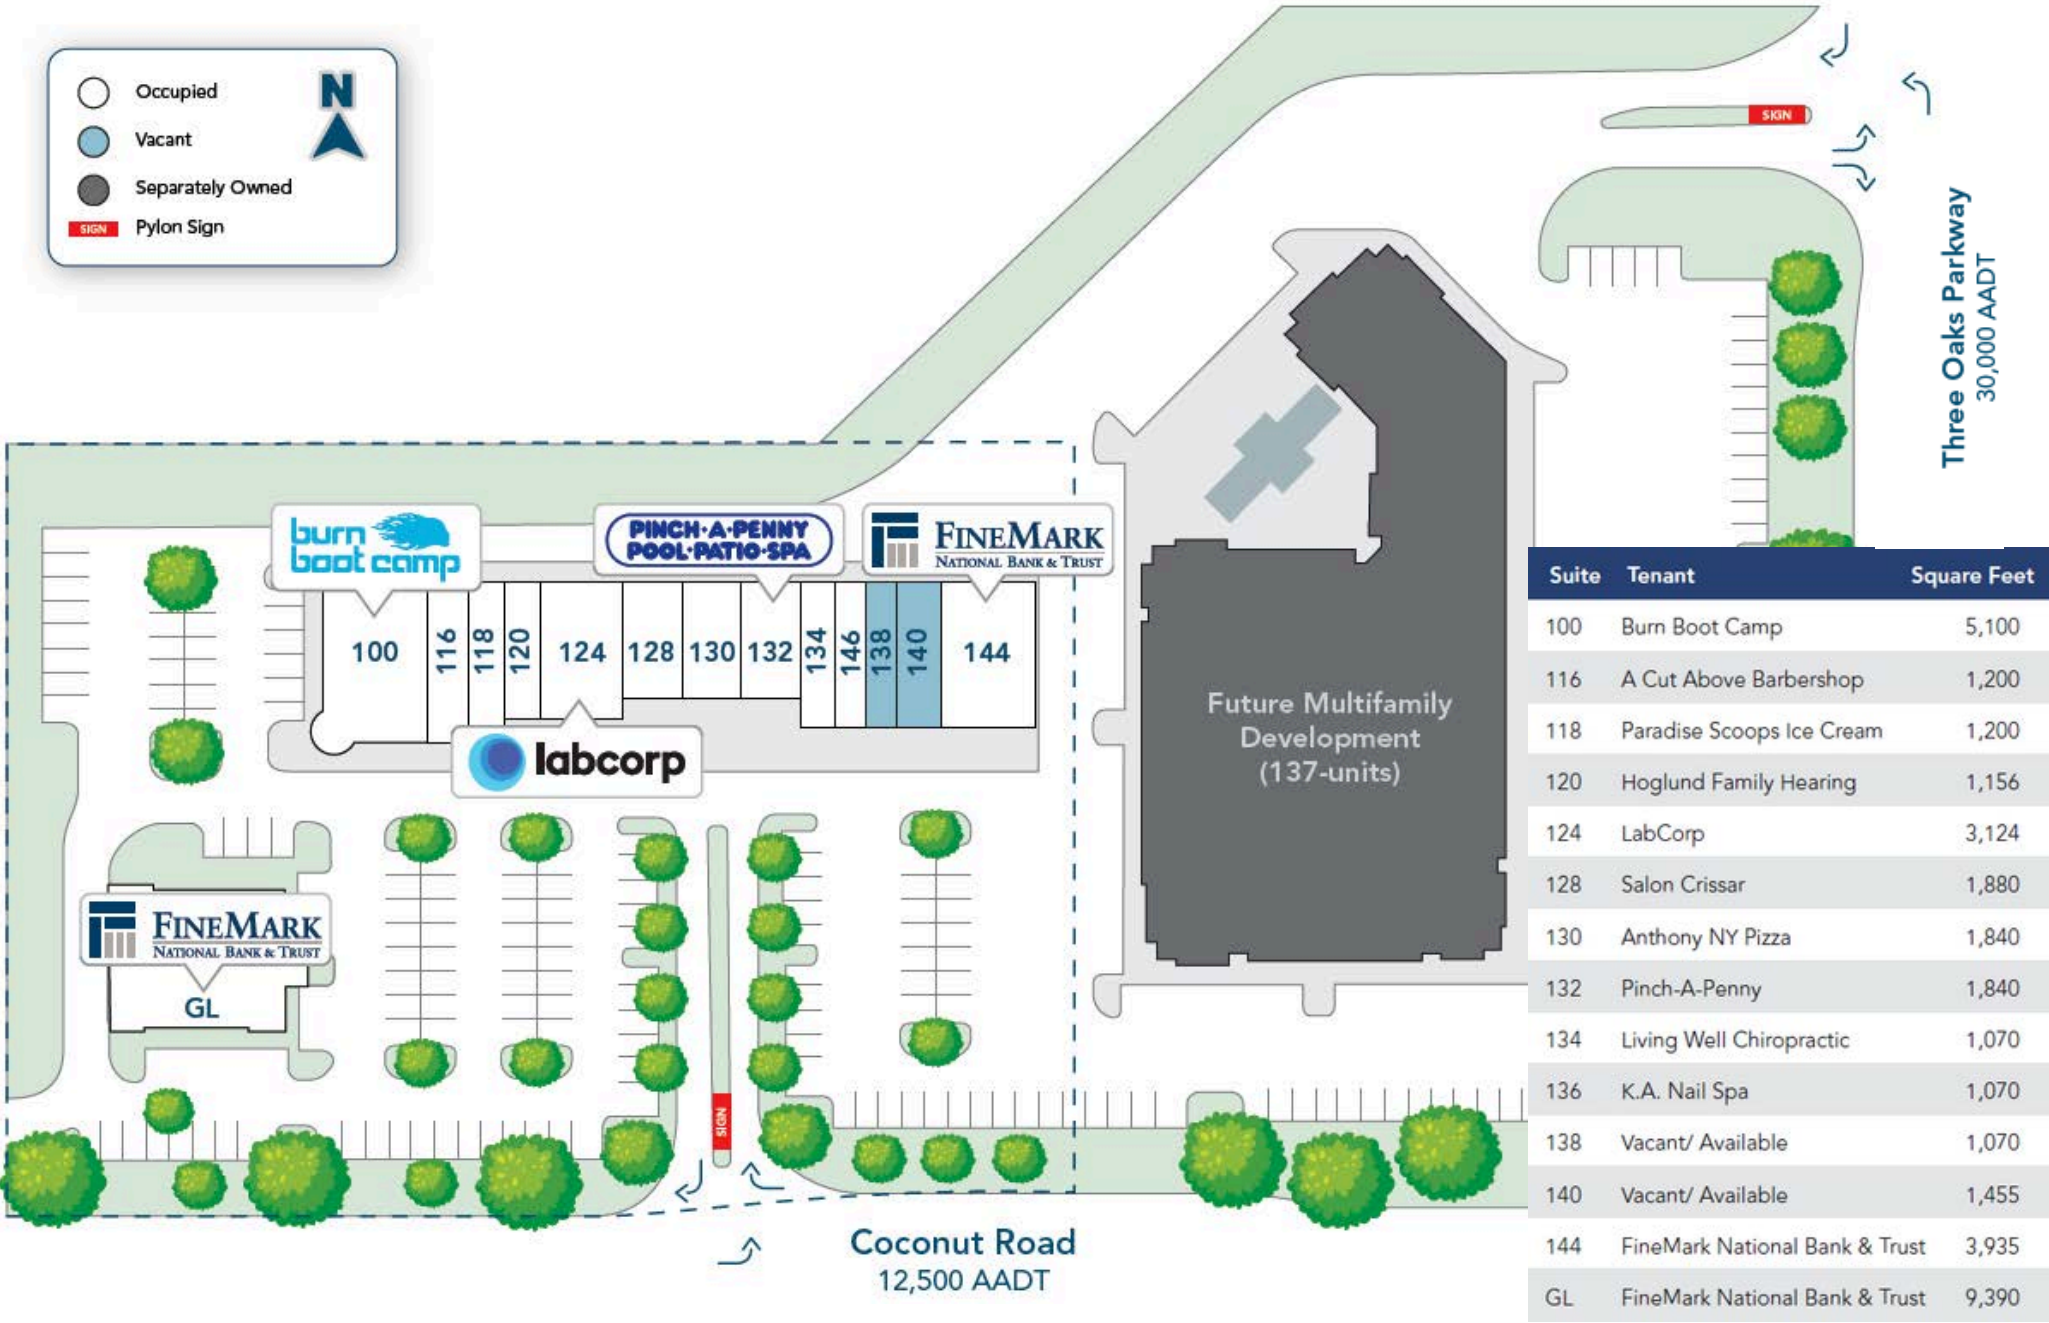 Occupied
N
Vacant
Separately Owned
SIGN Pylon Sign
SIGN
Three Oaks Parkway
30,000 AADT
burn
boot camp
PINCH·A·PENNY
POOL·PATIO·SPA
FINEMARK
NATIONAL BANK & TRUST
100 116 118 120 124 128 130 132 134 146 138 140 144
labcorp
Future Multifamily
Development
(137-units)
FINEMARK
NATIONAL BANK & TRUST
GL
SIGN
Coconut Road
12,500 AADT
Suite Tenant Square Feet
100 Burn Boot Camp 5,100
116 A Cut Above Barbershop 1,200
118 Paradise Scoops Ice Cream 1,200
120 Hoglund Family Hearing 1,156
124 LabCorp 3,124
128 Salon Crissar 1,880
130 Anthony NY Pizza 1,840
132 Pinch-A-Penny 1,840
134 Living Well Chiropractic 1,070
136 K.A. Nail Spa 1,070
138 Vacant/ Available 1,070
140 Vacant/ Available 1,455
144 FineMark National Bank & Trust 3,935
GL FineMark National Bank & Trust 9,390